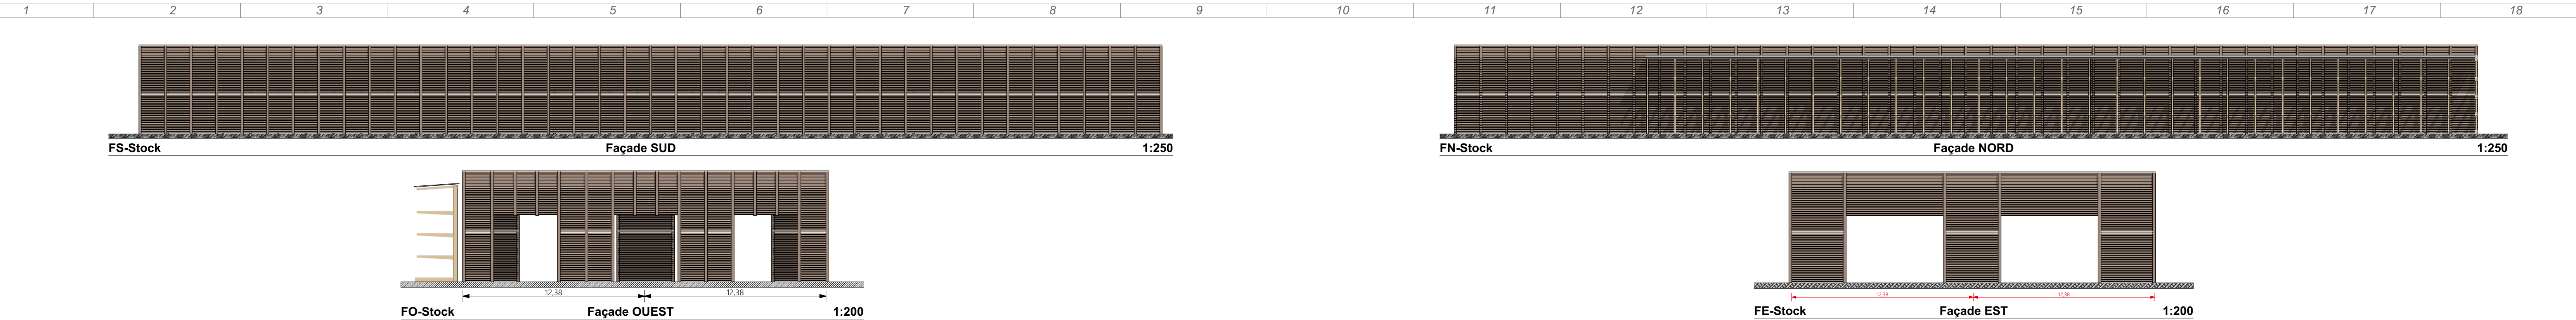 1 2 3 4 5 6 7 8 9 10 11 12 13 14 15 16 17 18
FS-Stock Façade SUD 1:250
FN-Stock Façade NORD 1:250
12,38 12,38
FO-Stock Façade OUEST 1:200
12,38 12,38
FE-Stock Façade EST 1:200